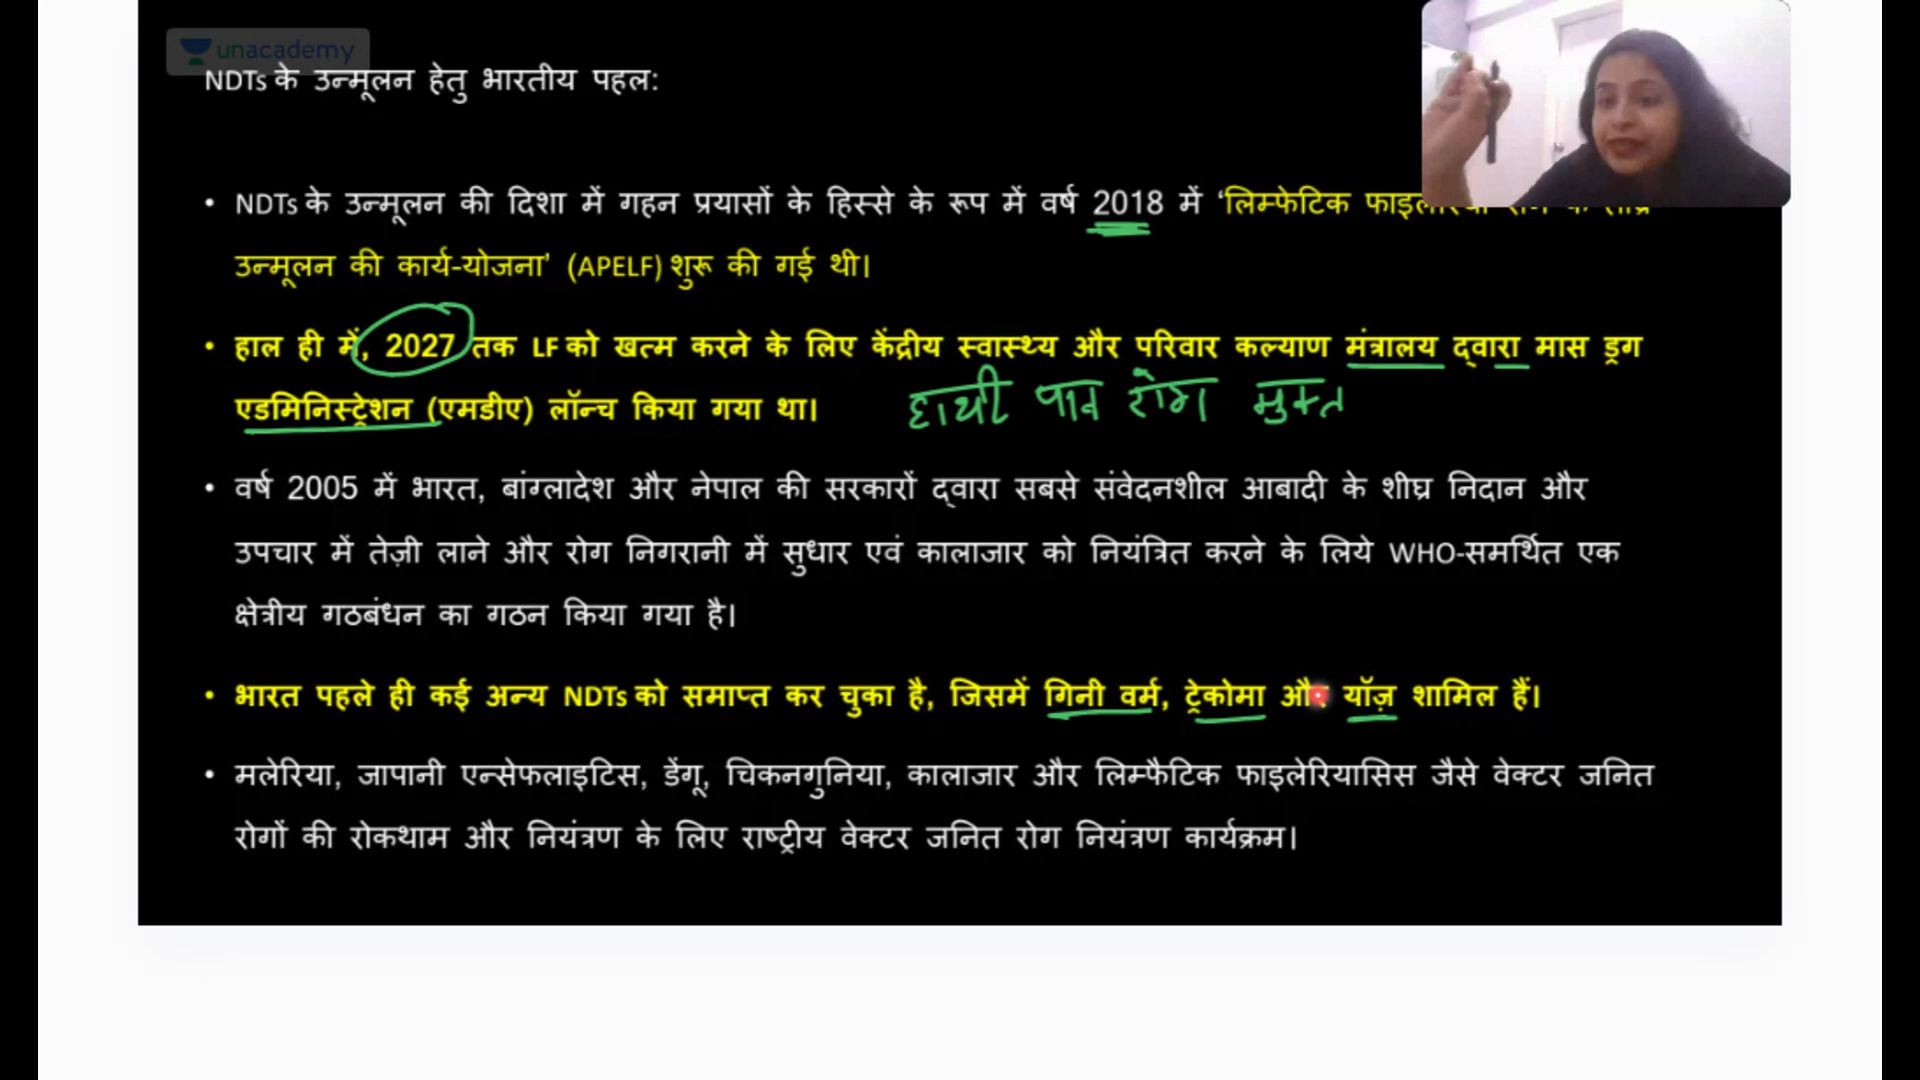 unacademy
NDTs के उन्मूलन हेतु भारतीय पहल:
• NDTs के उन्मूलन की दिशा में गहन प्रयासों के हिस्से के रूप में वर्ष 2018 में ‘लिम्फेटिक
उन्मूलन की कार्य-योजना’ (APELF) शुरू की गई थी।
• हाल ही में, 2027 तक LF को खत्म करने के लिए केंद्रीय स्वास्थ्य और परिवार कल्याण मंत्रालय द्वारा मास ड्रग
एडमिनिस्ट्रेशन (एमडीए) लॉन्च किया गया था।
हाथी पाव रोग मुक्त
• वर्ष 2005 में भारत, बांग्लादेश और नेपाल की सरकारों द्वारा सबसे संवेदनशील आबादी के शीघ्र निदान और
उपचार में तेज़ी लाने और रोग निगरानी में सुधार एवं कालाजार को नियंत्रित करने के लिये WHO-समर्थित एक
क्षेत्रीय गठबंधन का गठन किया गया है।
• भारत पहले ही कई अन्य NDTs को समाप्त कर चुका है, जिसमें गिनी वर्म, ट्रेकोमा और यॉज़ शामिल हैं।
• मलेरिया, जापानी एन्सेफलाइटिस, डेंगू, चिकनगुनिया, कालाजार और लिम्फैटिक फाइलेरियासिस जैसे वेक्टर जनित
रोगों की रोकथाम और नियंत्रण के लिए राष्ट्रीय वेक्टर जनित रोग नियंत्रण कार्यक्रम।